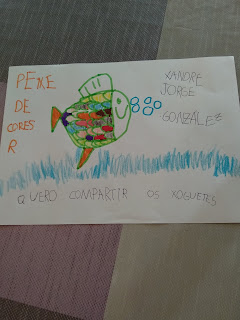 PEIXE
DE
CORES
R
XANDRE
JORGE
GONZÁLEZ
QUERO COMPARTIR OS XOGUETES